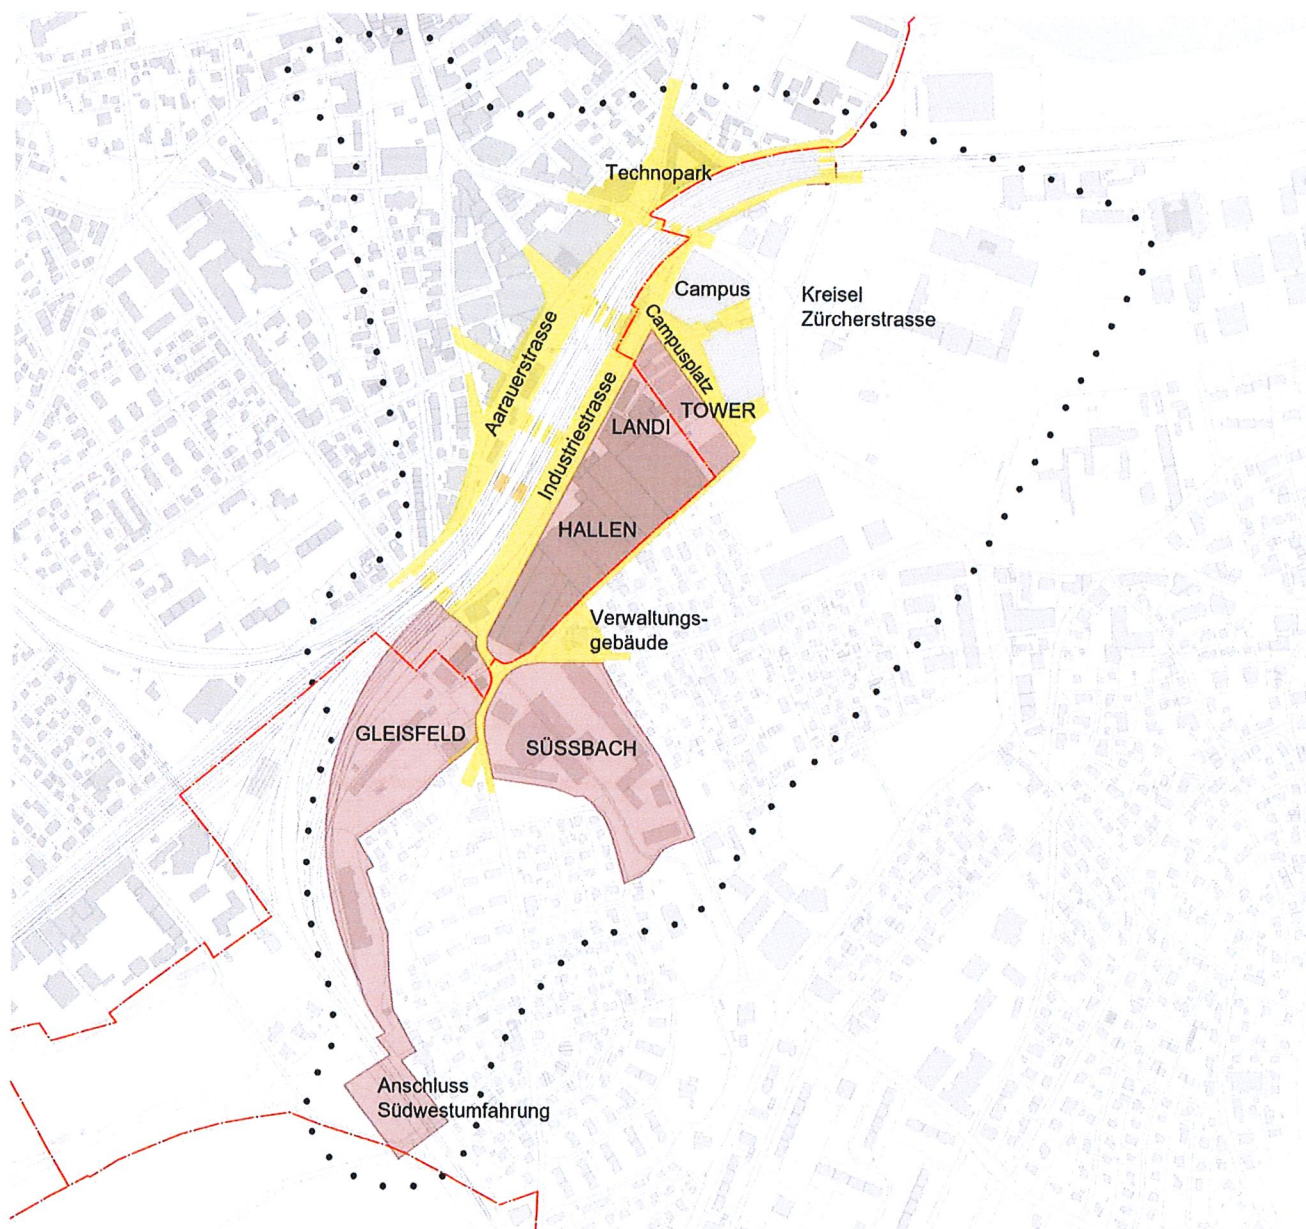 Technopark
Campus
Kreisel
Zürcherstrasse
Aarauerstrasse
Campusplatz
Industriestrasse
TOWER
LANDI
HALLEN
Verwaltungs-
gebäude
GLEISFELD
SÜSSBACH
Anschluss
Südwestumfahrung